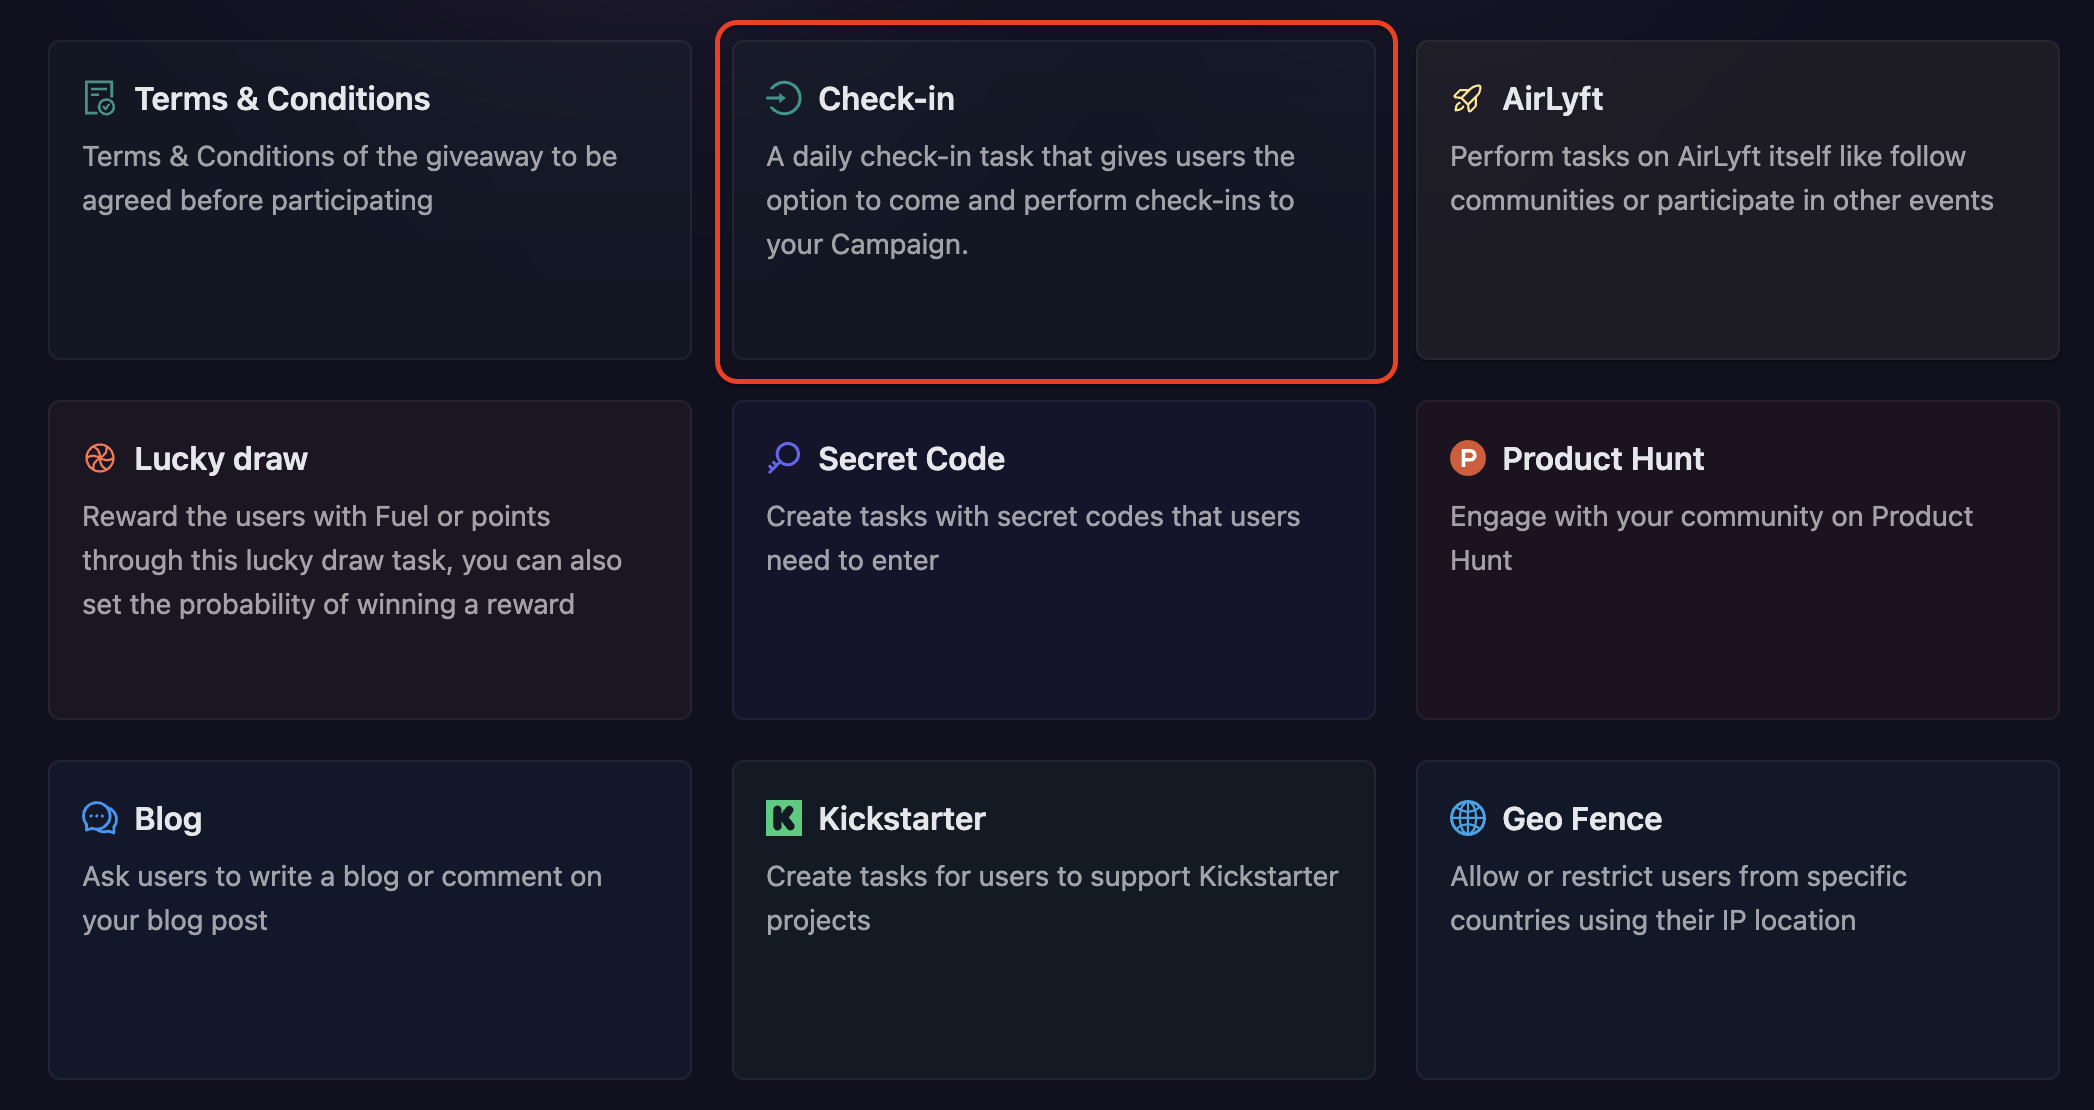 Terms & Conditions
Terms & Conditions of the giveaway to be
agreed before participating
Check-in
A daily check-in task that gives users the
option to come and perform check-ins to
your Campaign.
AirLyft
Perform tasks on AirLyft itself like follow
communities or participate in other events
Lucky draw
Reward the users with Fuel or points
through this lucky draw task, you can also
set the probability of winning a reward
Secret Code
Create tasks with secret codes that users
need to enter
P
Product Hunt
Engage with your community on Product
Hunt
Blog
Ask users to write a blog or comment on
your blog post
K
Kickstarter
Create tasks for users to support Kickstarter
projects
Geo Fence
Allow or restrict users from specific
countries using their IP location